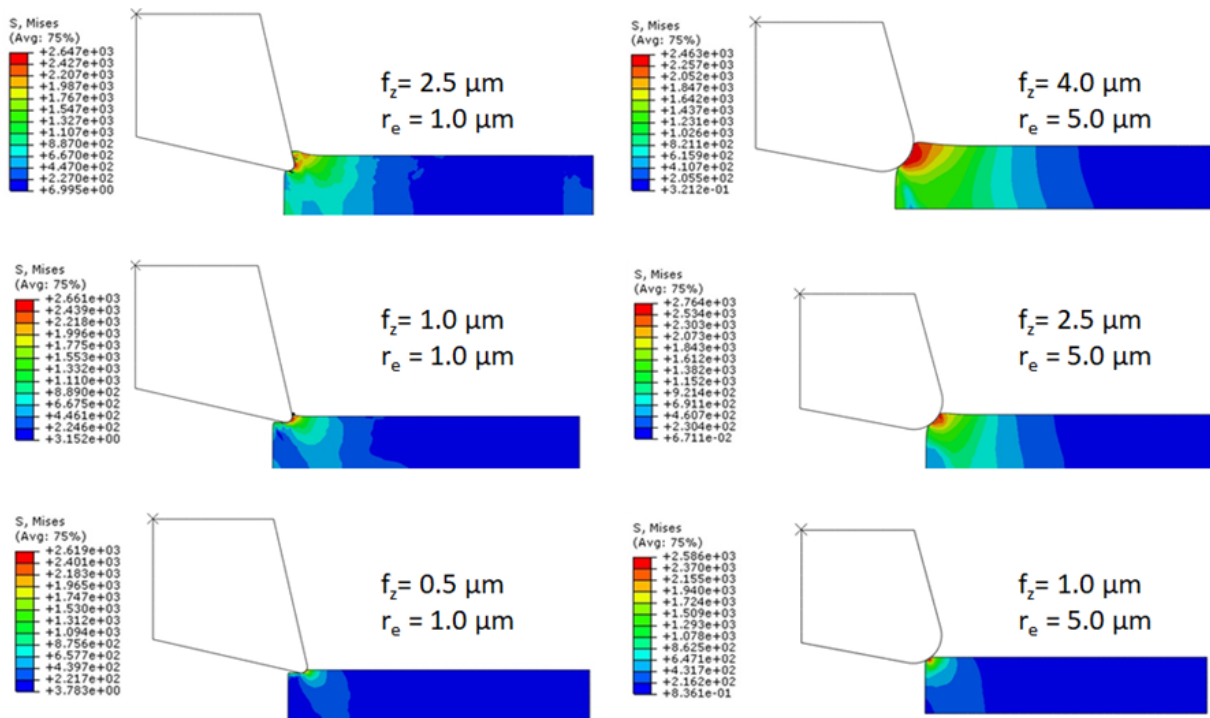 S, Mises
(Avg: 75%)
+2.647e+03
+2.427e+03
+2.207e+03
+1.987e+03
+1.767e+03
+1.547e+03
+1.327e+03
+1.107e+03
+8.870e+02
+6.670e+02
+4.470e+02
+2.270e+02
+6.995e+00
fz= 2.5 µm
re = 1.0 µm
S, Mises
(Avg: 75%)
+2.463e+03
+2.257e+03
+2.052e+03
+1.847e+03
+1.642e+03
+1.437e+03
+1.231e+03
+1.026e+03
+8.211e+02
+6.159e+02
+4.107e+02
+2.055e+02
+3.212e-01
fz= 4.0 µm
re = 5.0 µm
S, Mises
(Avg: 75%)
+2.661e+03
+2.439e+03
+2.218e+03
+1.996e+03
+1.775e+03
+1.553e+03
+1.332e+03
+1.110e+03
+8.890e+02
+6.675e+02
+4.461e+02
+2.246e+02
+3.152e+00
fz= 1.0 µm
re = 1.0 µm
S, Mises
(Avg: 75%)
+2.764e+03
+2.534e+03
+2.303e+03
+2.073e+03
+1.843e+03
+1.612e+03
+1.382e+03
+1.152e+03
+9.214e+02
+6.911e+02
+4.607e+02
+2.304e+02
+6.711e-02
fz= 2.5 µm
re = 5.0 µm
S, Mises
(Avg: 75%)
+2.619e+03
+2.401e+03
+2.183e+03
+1.965e+03
+1.747e+03
+1.530e+03
+1.312e+03
+1.094e+03
+8.756e+02
+6.577e+02
+4.397e+02
+2.217e+02
+3.783e+00
fz= 0.5 µm
re = 1.0 µm
S, Mises
(Avg: 75%)
+2.586e+03
+2.370e+03
+2.155e+03
+1.940e+03
+1.724e+03
+1.509e+03
+1.293e+03
+1.078e+03
+8.625e+02
+6.471e+02
+4.317e+02
+2.162e+02
+8.361e-01
fz= 1.0 µm
re = 5.0 µm